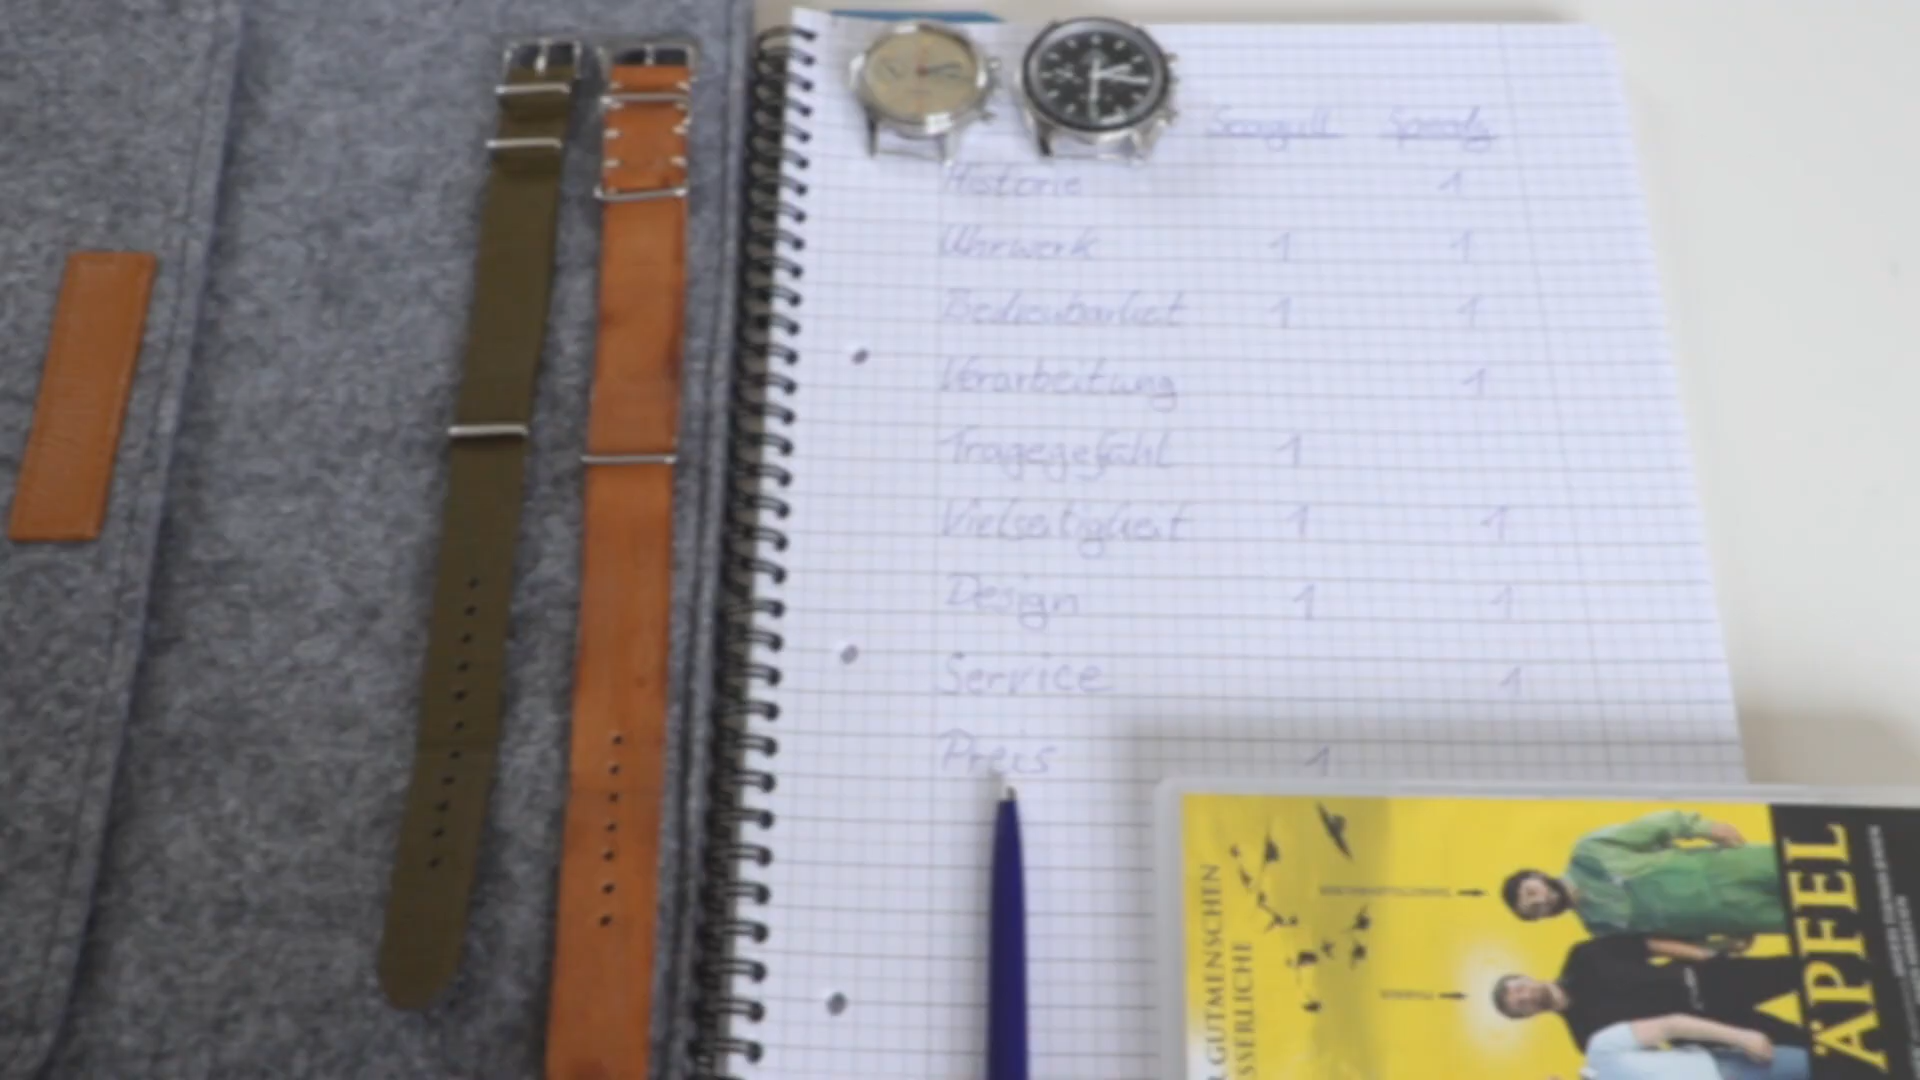 Seagull Speedy
Historie 1
Uhrwerk 1 1
Bedienbarkeit 1 1
Verarbeitung 1
Tragegefühl 1
Vielseitigkeit 1 1
Design 1 1
Service 1
Preis 1
GUTMENSCHEN
ÄPFEL